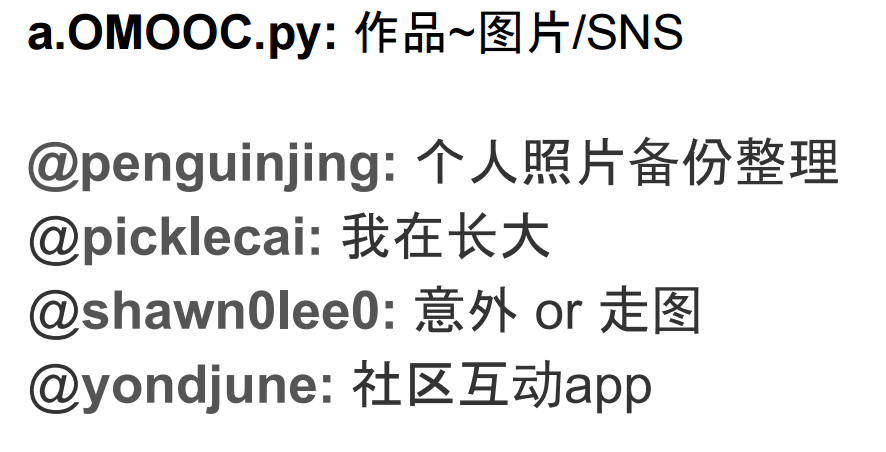 a.OMOOC.py: 作品~图片/SNS
@penguinjing: 个人照片备份整理
@picklecai: 我在长大
@shawn0lee0: 意外 or 走图
@yondjune: 社区互动app